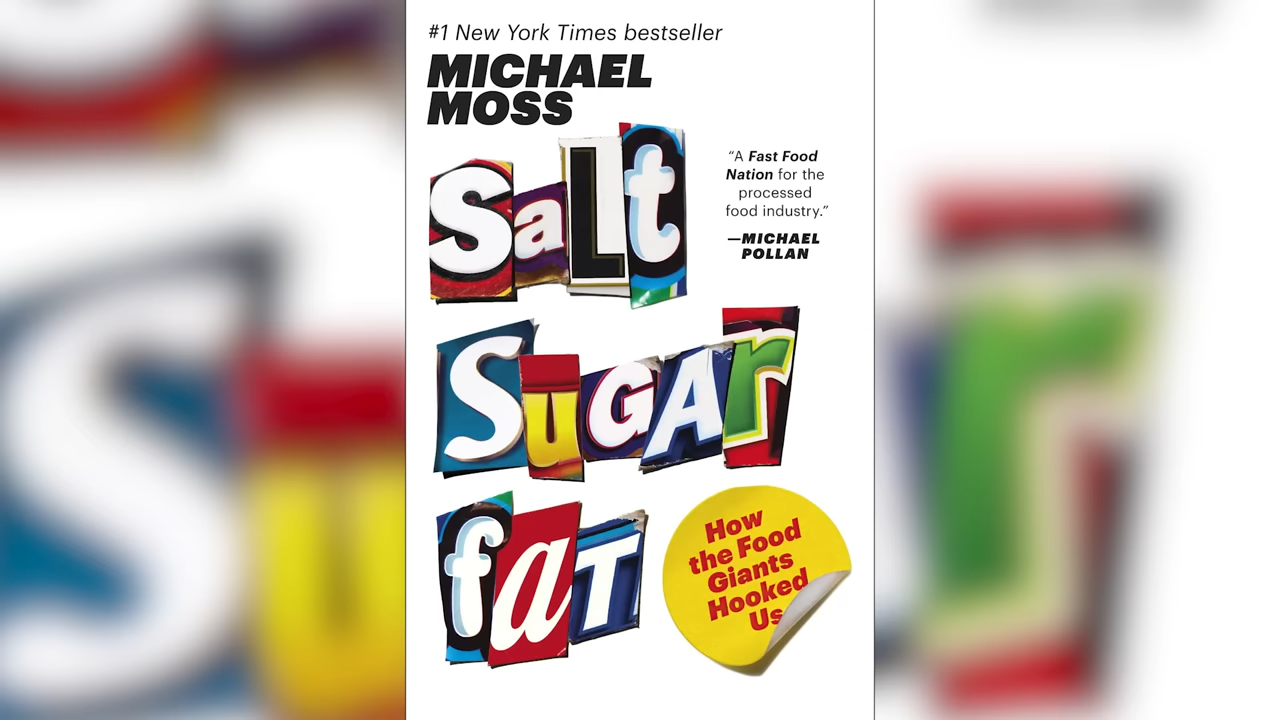 #1 New York Times bestseller
MICHAEL
MOSS
"A Fast Food
Nation for the
processed
food industry."
—MICHAEL
POLLAN
SaLt
SuGAr
faT
How
the Food
Giants
Hooked
Us